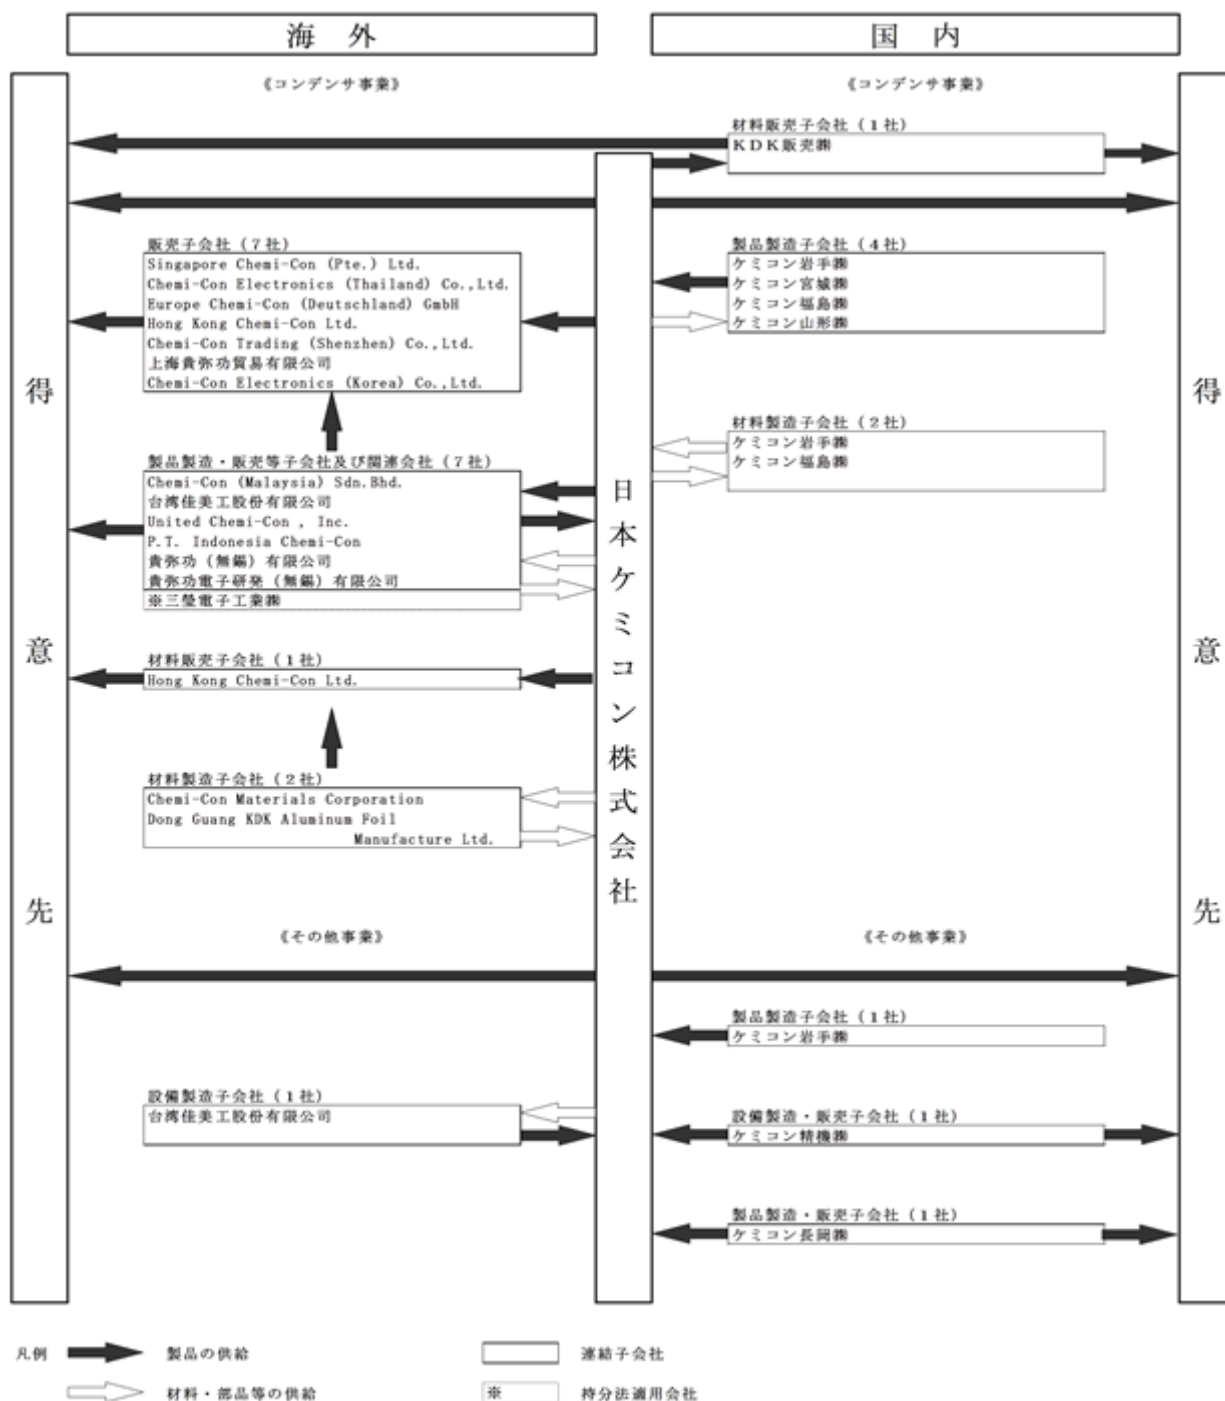 海 外
国 内
《コンデンサ事業》
《コンデンサ事業》
得意先
日本ケミコン株式会社
得意先
材料販売子会社（1社）
KDK販売㈱
販売子会社（7社）
Singapore Chemi-Con (Pte.) Ltd.
Chemi-Con Electronics (Thailand) Co.,Ltd.
Europe Chemi-Con (Deutschland) GmbH
Hong Kong Chemi-Con Ltd.
Chemi-Con Trading (Shenzhen) Co.,Ltd.
上海貴弥功貿易有限公司
Chemi-Con Electronics (Korea) Co.,Ltd.
製品製造子会社（4社）
ケミコン岩手㈱
ケミコン宮城㈱
ケミコン福島㈱
ケミコン山形㈱
材料製造子会社（2社）
ケミコン岩手㈱
ケミコン福島㈱
製品製造・販売等子会社及び関連会社（7社）
Chemi-Con (Malaysia) Sdn.Bhd.
台湾佳美工股份有限公司
United Chemi-Con , Inc.
P.T. Indonesia Chemi-Con
貴弥功（無錫）有限公司
貴弥功電子研発（無錫）有限公司
※三瑩電子工業㈱
材料販売子会社（1社）
Hong Kong Chemi-Con Ltd.
材料製造子会社（2社）
Chemi-Con Materials Corporation
Dong Guang KDK Aluminum Foil
Manufacture Ltd.
《その他事業》
《その他事業》
製品製造子会社（1社）
ケミコン岩手㈱
設備製造子会社（1社）
台湾佳美工股份有限公司
設備製造・販売子会社（1社）
ケミコン精機㈱
製品製造・販売子会社（1社）
ケミコン長岡㈱
凡例
製品の供給
連結子会社
材料・部品等の供給
※
持分法適用会社